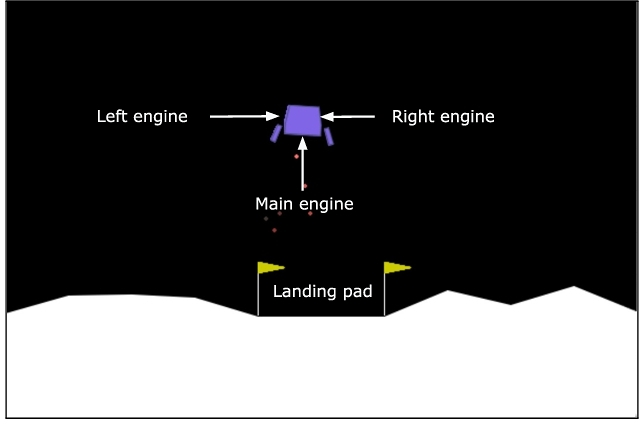 Left engine
Right engine
Main engine
Landing pad